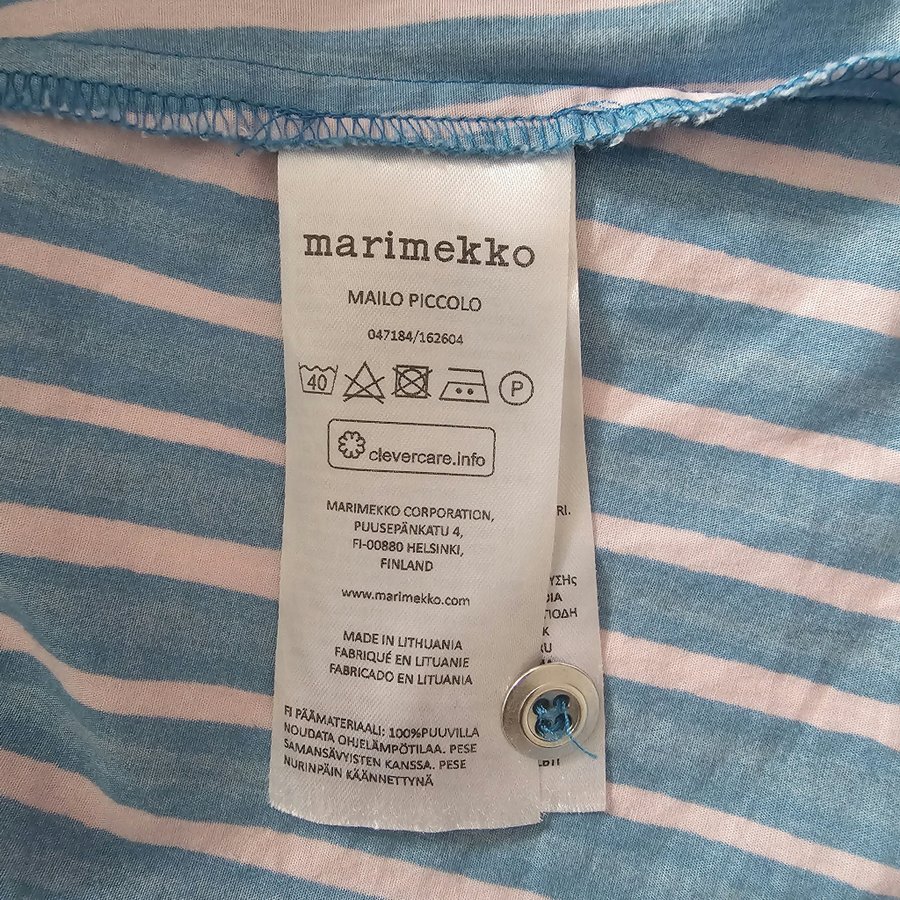 marimekko
MAILO PICCOLO
047184/162604
40 P
clevercare.info
MARIMEKKO CORPORATION,
PUUSEPÄNKATU 4,
FI-00880 HELSINKI,
FINLAND
www.marimekko.com
MADE IN LITHUANIA
FABRIQUÉ EN LITUANIE
FABRICADO EN LITUANIA
FI PÄÄMATERIAALI: 100%PUUVILLA
NOUDATA OHJELÄMPÖTILAA. PESE
SAMANSÄVYISTEN KANSSA. PESE
NURINPÄIN KÄÄNNETTYNÄ